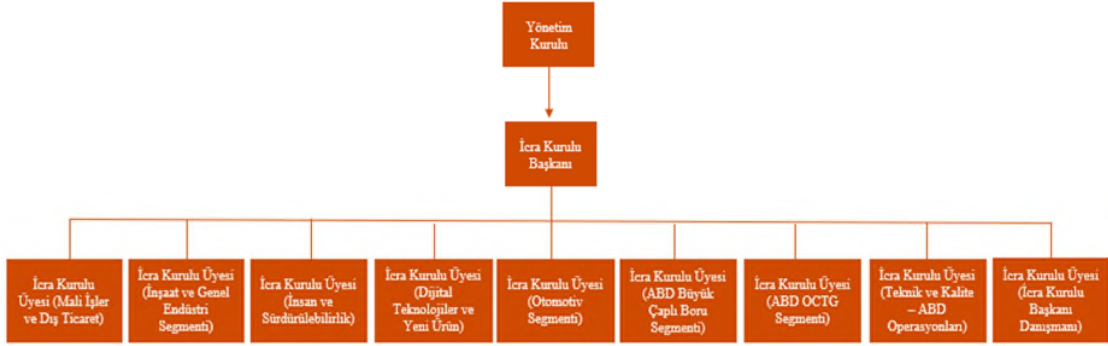 Yönetim
Kurulu
İcra Kurulu
Başkanı
İcra Kurulu
Üyesi (Mali İşler
ve Dış Ticaret)
İcra Kurulu Üyesi
(İnşaat ve Genel
Endüstri
Segmenti)
İcra Kurulu Üyesi
(İnsan ve
Sürdürülebilirlik)
İcra Kurulu Üyesi
(Dijital
Teknolojiler ve
Yeni Ürün)
İcra Kurulu Üyesi
(Otomotiv
Segmenti)
İcra Kurulu Üyesi
(ABD Büyük
Çaplı Boru
Segmenti)
İcra Kurulu Üyesi
(ABD OCTG
Segmenti)
İcra Kurulu Üyesi
(Teknik ve Kalite
– ABD
Operasyonları)
İcra Kurulu Üyesi
(İcra Kurulu
Başkanı
Danışmanı)